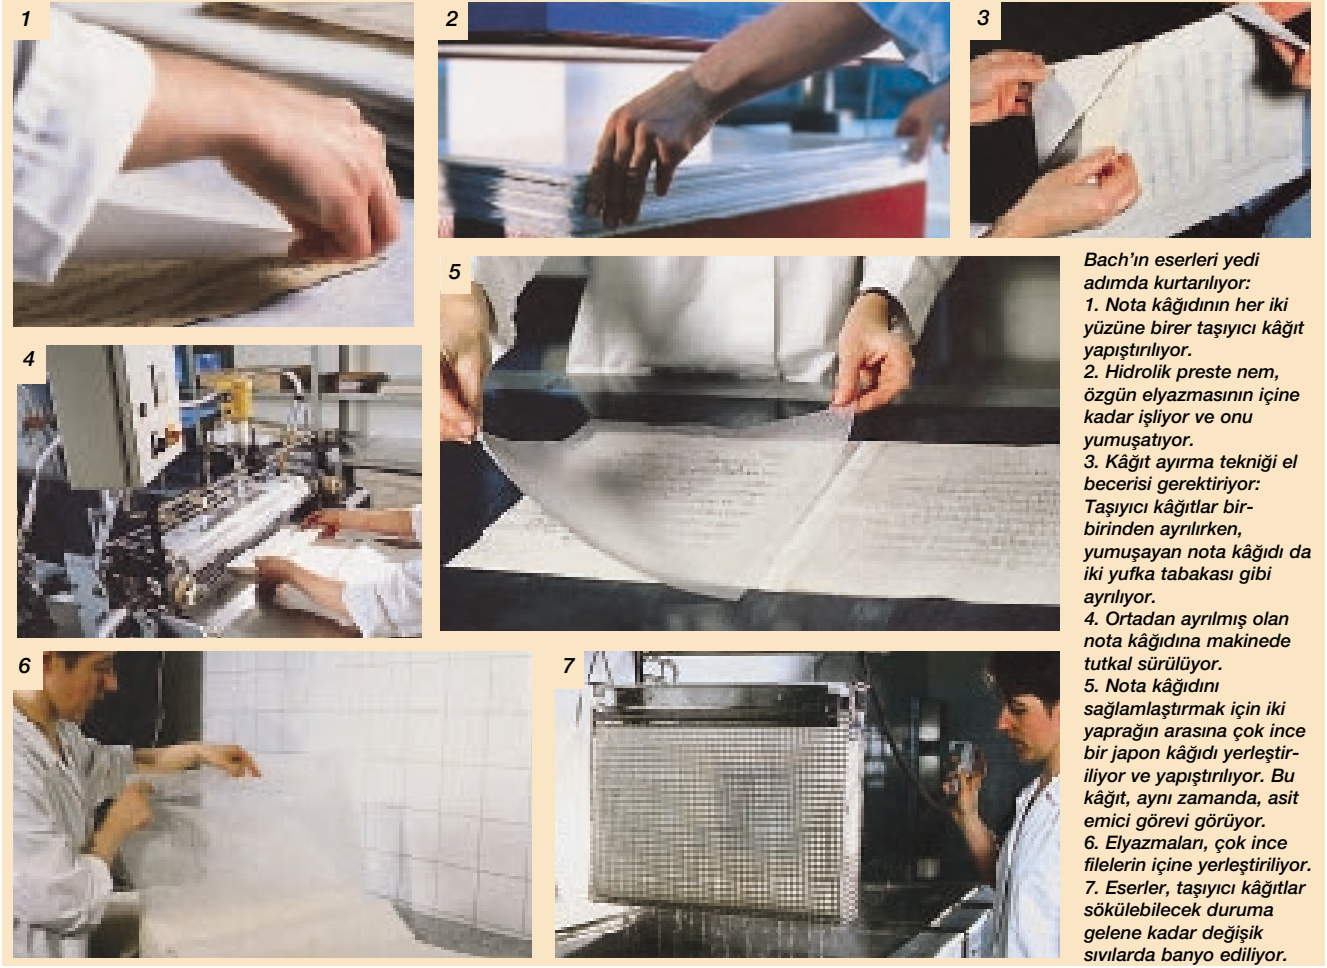 1
2
3
4
5
6
7
Bach'ın eserleri yedi
adımda kurtarılıyor:
1. Nota kâğıdının her iki
yüzüne birer taşıyıcı kâğıt
yapıştırılıyor.
2. Hidrolik preste nem,
özgün elyazmasının içine
kadar işliyor ve onu
yumuşatıyor.
3. Kâğıt ayırma tekniği el
becerisi gerektiriyor:
Taşıyıcı kâğıtlar bir-
birinden ayrılırken,
yumuşayan nota kâğıdı da
iki yufka tabakası gibi
ayrılıyor.
4. Ortadan ayrılmış olan
nota kâğıdına makinede
tutkal sürülüyor.
5. Nota kâğıdını
sağlamlaştırmak için iki
yaprağın arasına çok ince
bir japon kâğıdı yerleştir-
iliyor ve yapıştırılıyor. Bu
kâğıt, aynı zamanda, asit
emici görevi görüyor.
6. Elyazmaları, çok ince
filelerin içine yerleştiriliyor.
7. Eserler, taşıyıcı kâğıtlar
sökülebilecek duruma
gelene kadar değişik
sıvılarda banyo ediliyor.